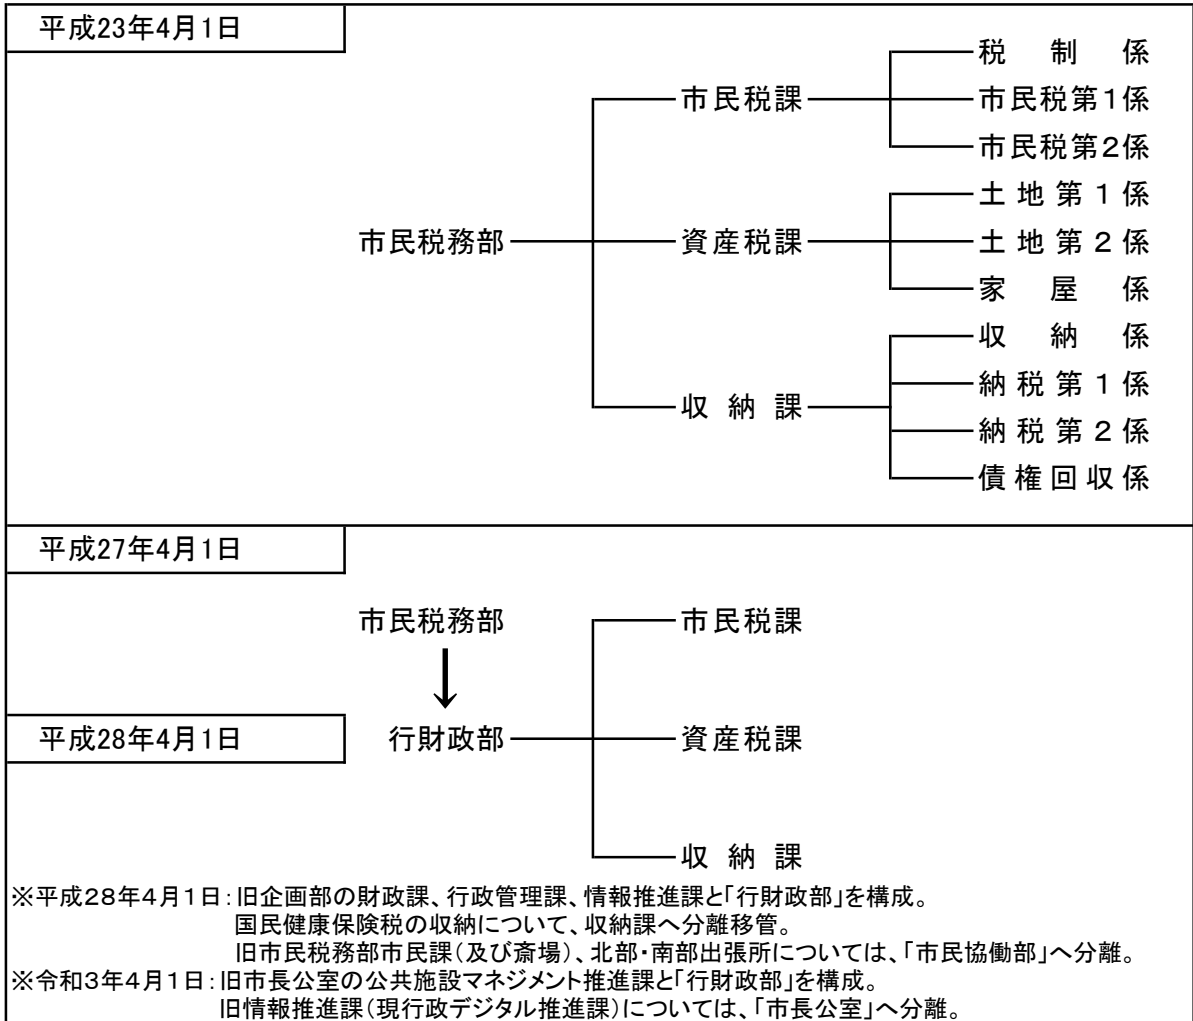 平成23年4月1日
税制係
市民税課
市民税第1係
市民税第2係
土地第1係
市民税務部
資産税課
土地第2係
家屋係
収納係
納税第1係
収納課
納税第2係
債権回収係
平成27年4月1日
市民税務部
市民税課
↓
平成28年4月1日
行財政部
資産税課
収納課
※平成28年4月1日：旧企画部の財政課、行政管理課、情報推進課と「行財政部」を構成。
国民健康保険税の収納について、収納課へ分離移管。
旧市民税務部市民課（及び斎場）、北部・南部出張所については、「市民協働部」へ分離。
※令和3年4月1日：旧市長公室の公共施設マネジメント推進課と「行財政部」を構成。
旧情報推進課（現行政デジタル推進課）については、「市長公室」へ分離。